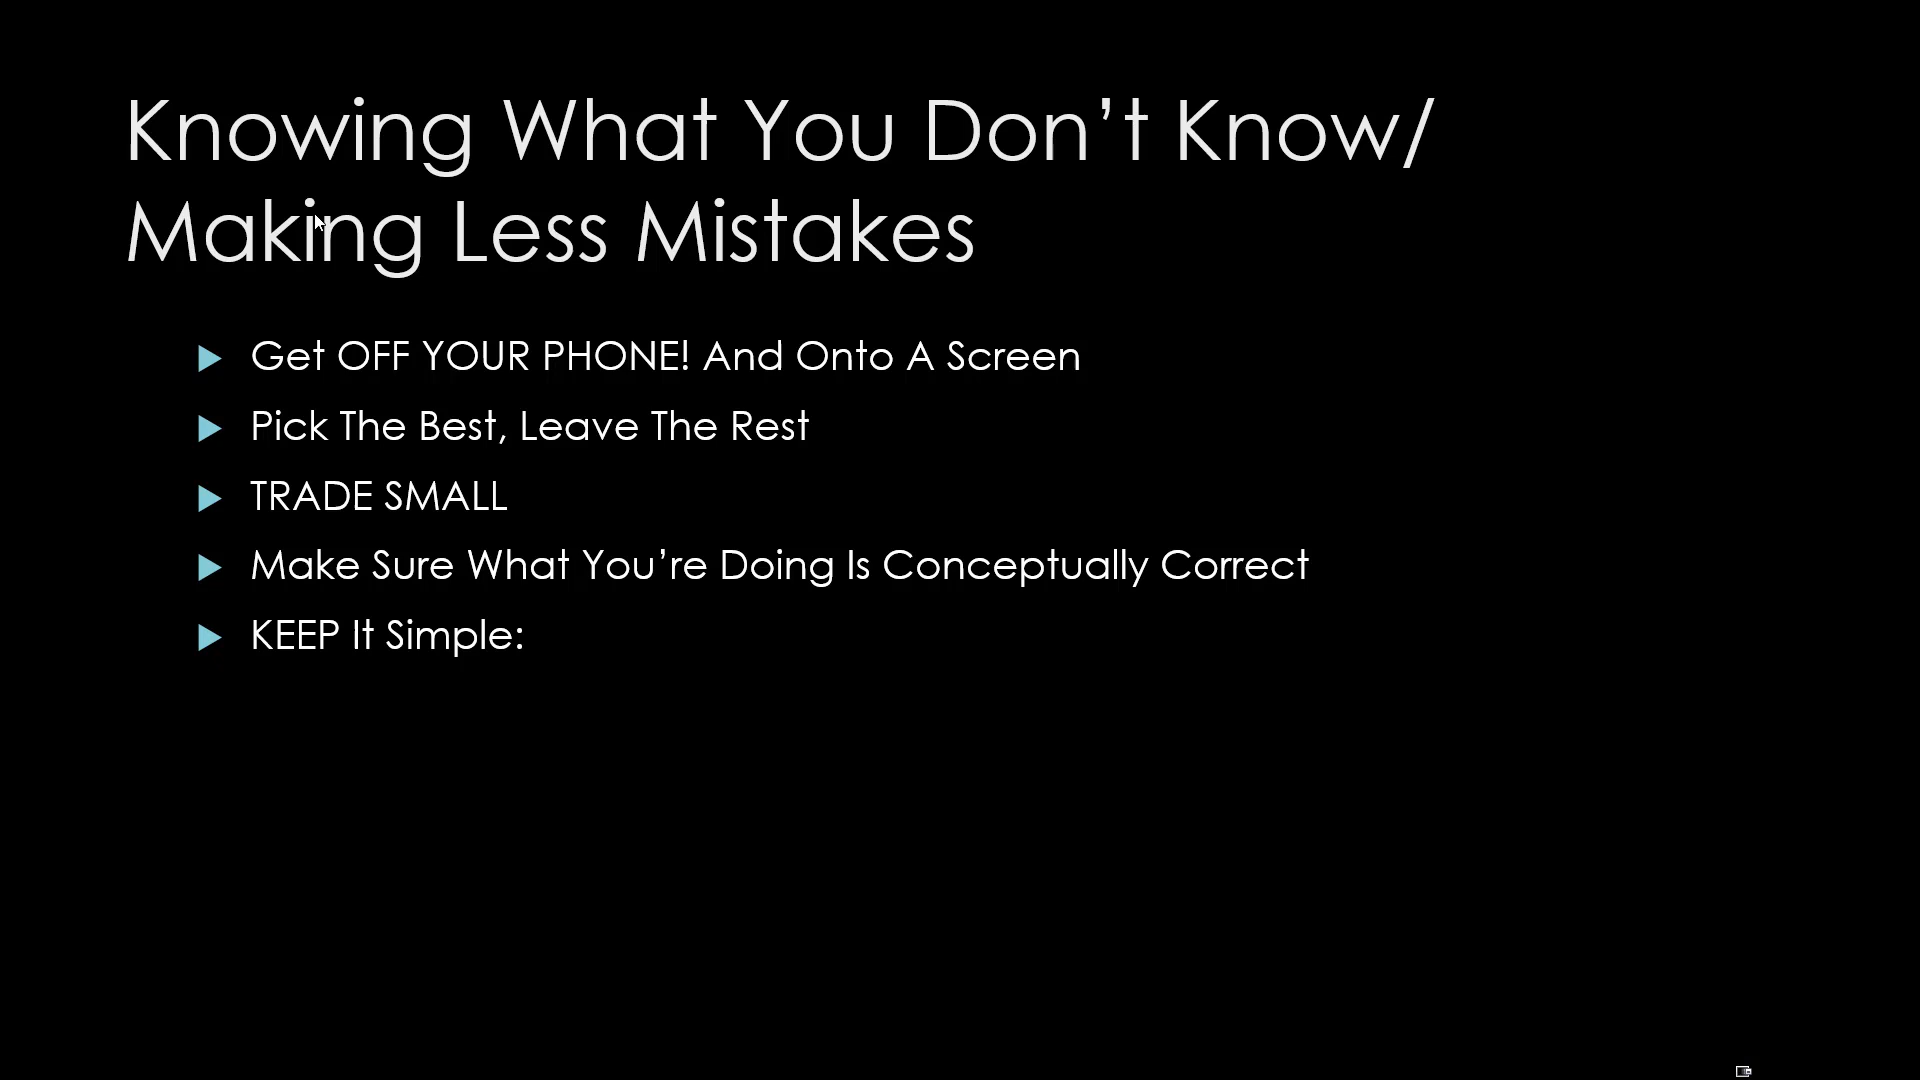 Knowing What You Don’t Know/
Making Less Mistakes
Get OFF YOUR PHONE! And Onto A Screen
Pick The Best, Leave The Rest
TRADE SMALL
Make Sure What You’re Doing Is Conceptually Correct
KEEP It Simple: